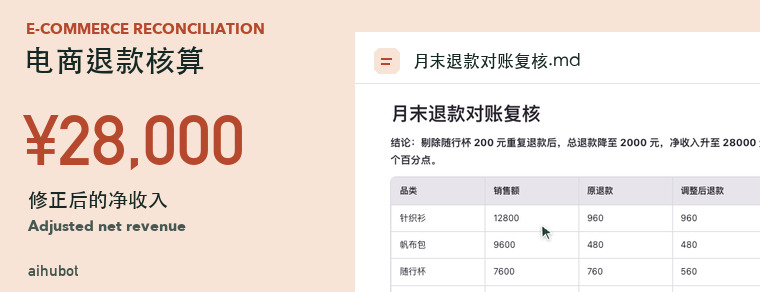 E-COMMERCE RECONCILIATION
电商退款核算
¥28,000
修正后的净收入
Adjusted net revenue
aihubot
月末退款对账复核.md
月末退款对账复核
结论：剔除随行杯 200 元重复退款后，总退款降至 2000 元，净收入升至 28000
个百分点。
品类 销售额 原退款 调整后退款
针织衫 12800 960 960
帆布包 9600 480 480
随行杯 7600 760 560